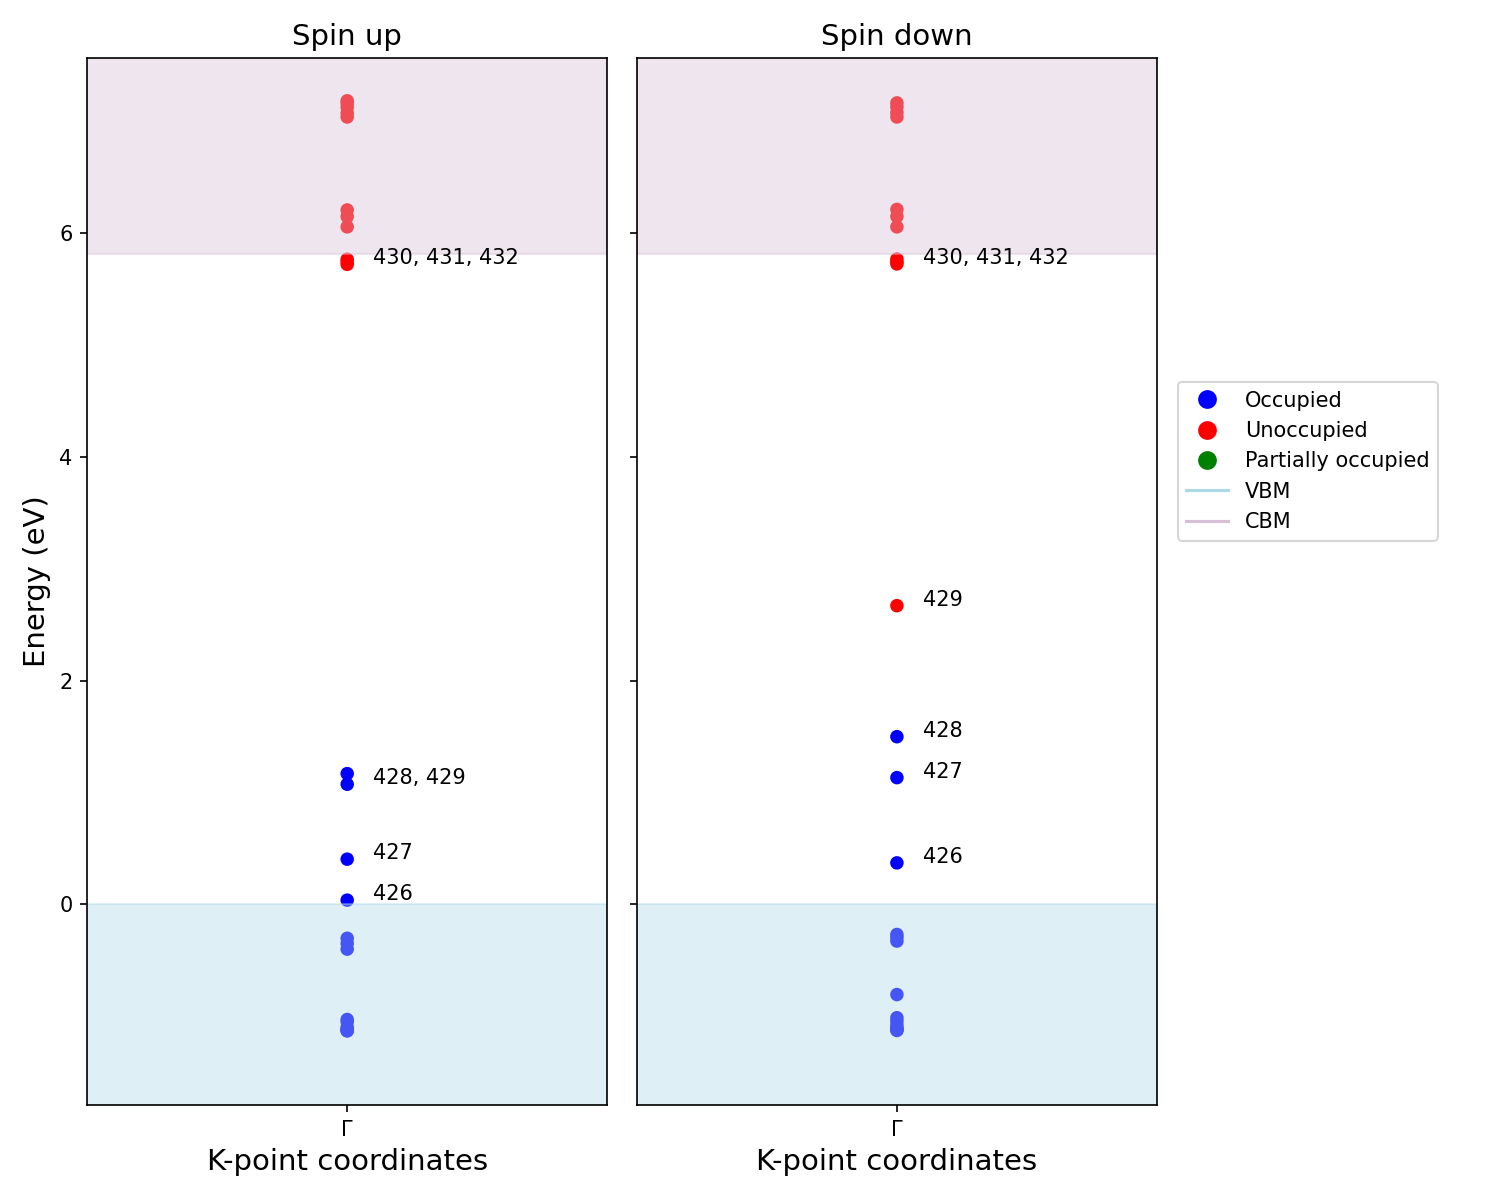 Spin up
Spin down
Energy (eV)
6
4
2
0
430, 431, 432
428, 429
427
426
430, 431, 432
429
428
427
426
Γ
Γ
K-point coordinates
K-point coordinates
Occupied
Unoccupied
Partially occupied
VBM
CBM